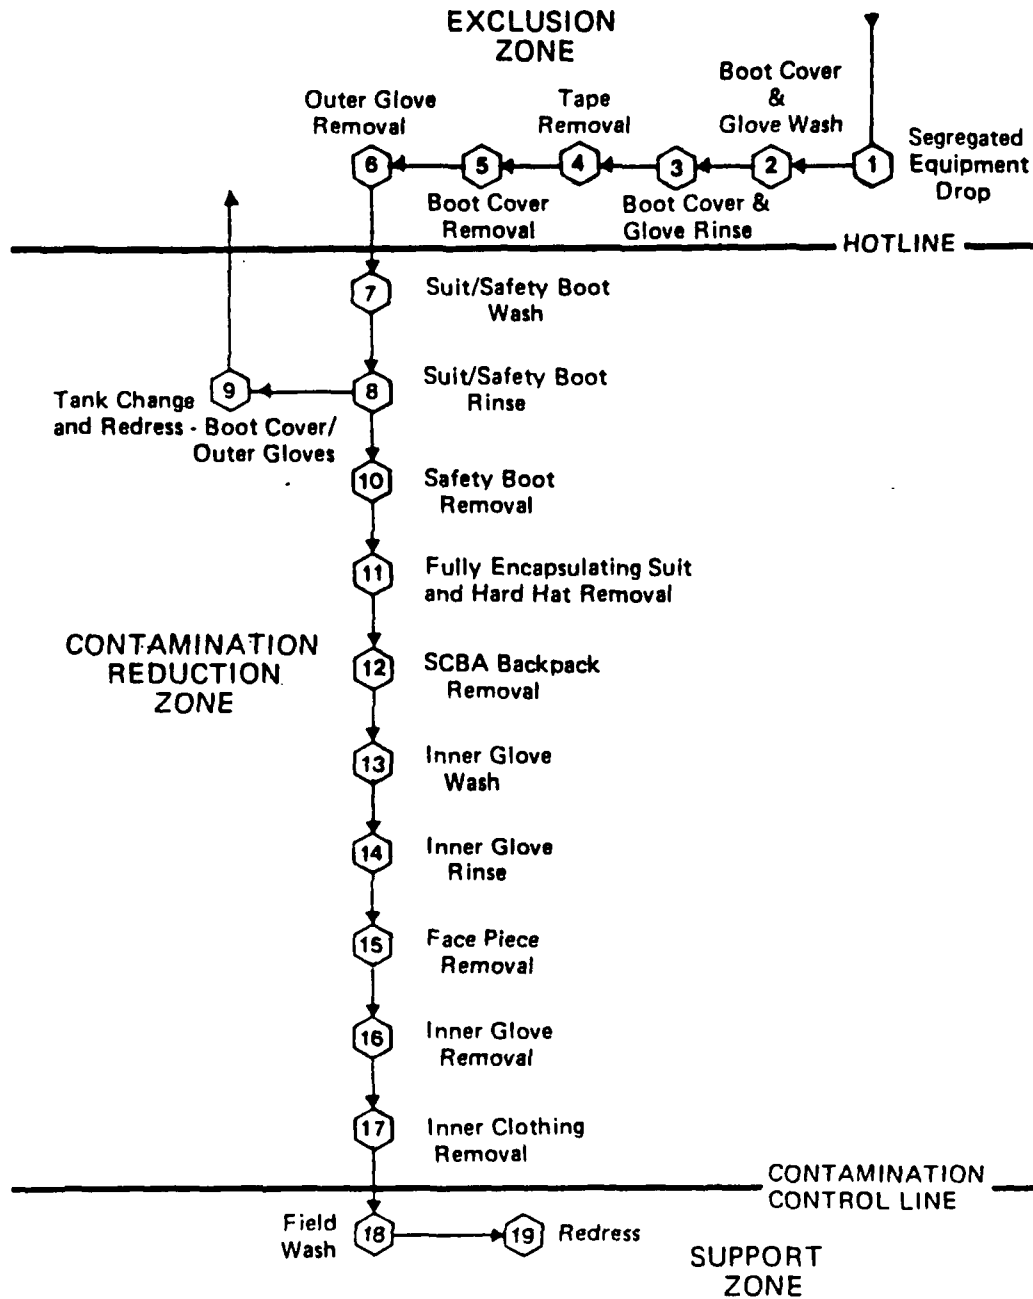 EXCLUSION
ZONE
Boot Cover
&
Glove Wash
Outer Glove
Removal
Tape
Removal
Segregated
Equipment
Drop
6
5
4
3
2
1
Boot Cover
Removal
Boot Cover &
Glove Rinse
HOTLINE
7
Suit/Safety Boot
Wash
9
8
Suit/Safety Boot
Rinse
Tank Change
and Redress - Boot Cover/
Outer Gloves
10
Safety Boot
Removal
11
Fully Encapsulating Suit
and Hard Hat Removal
CONTAMINATION
REDUCTION
ZONE
12
SCBA Backpack
Removal
13
Inner Glove
Wash
14
Inner Glove
Rinse
15
Face Piece
Removal
16
Inner Glove
Removal
17
Inner Clothing
Removal
CONTAMINATION
CONTROL LINE
Field
Wash
18
19
Redress
SUPPORT
ZONE